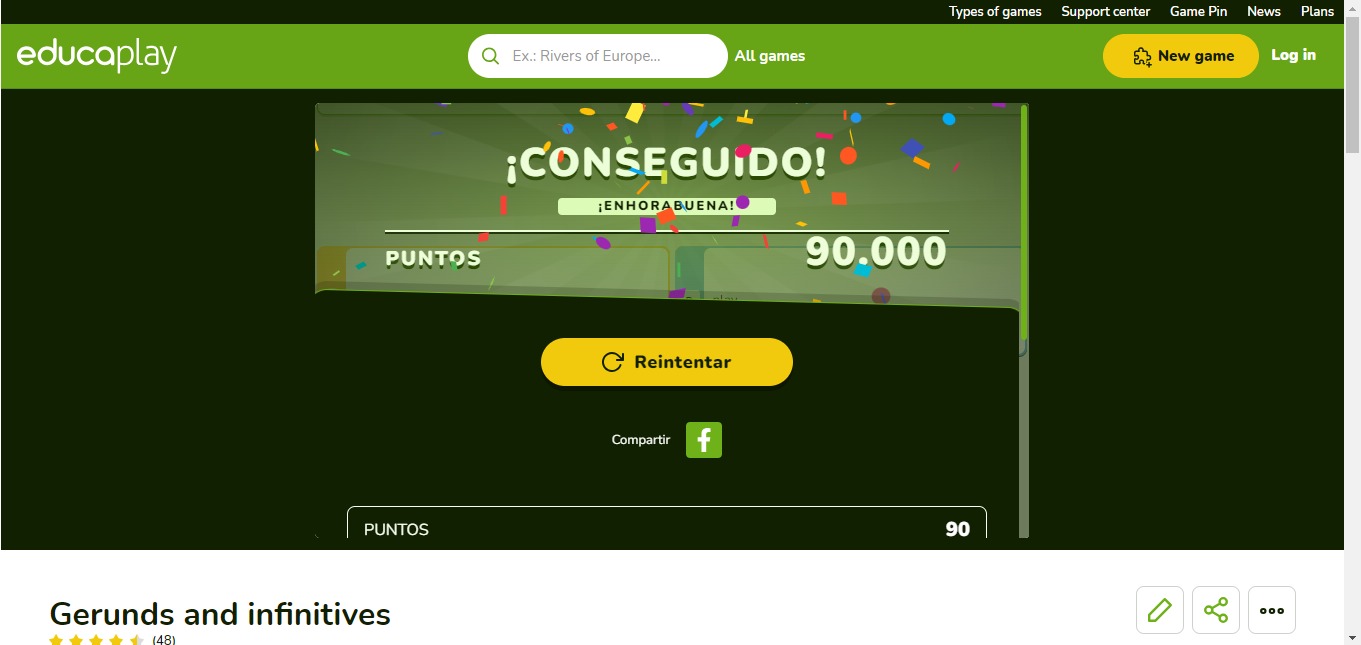 Types of games Support center Game Pin News Plans
educaplay
Ex.: Rivers of Europe...
All games
New game
Log in
¡CONSEGUIDO!
¡ENHORABUENA!
PUNTOS 90.000
play
Reintentar
Compartir
PUNTOS 90
Gerunds and infinitives
(48)